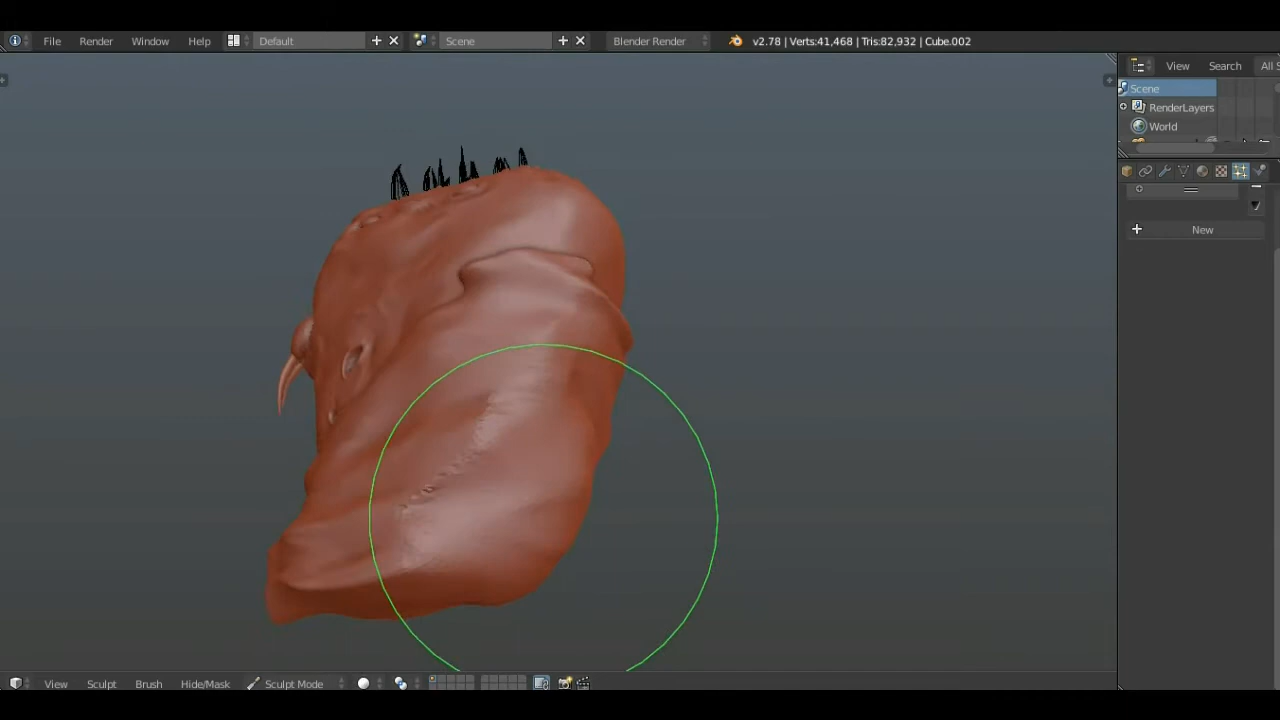 File Render Window Help Default Scene Blender Render v2.78 | Verts:41,468 | Tris:82,932 | Cube.002
View Search All S
Scene
RenderLayers
World
New
View Sculpt Brush Hide/Mask Sculpt Mode